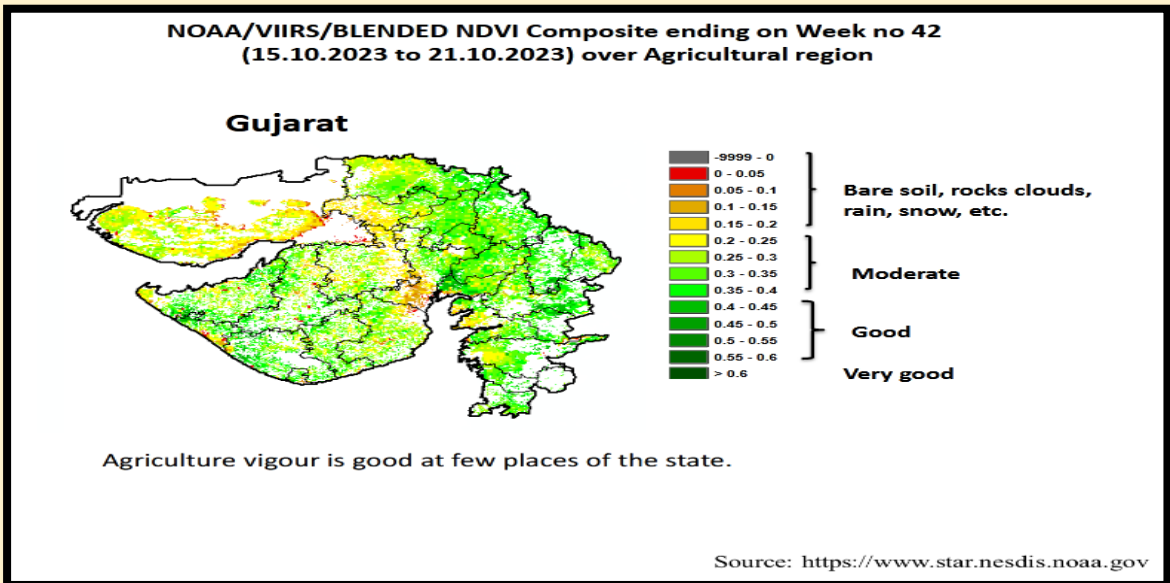 NOAA/VIIRS/BLENDED NDVI Composite ending on Week no 42
(15.10.2023 to 21.10.2023) over Agricultural region
Gujarat
-9999 - 0
0 - 0.05
0.05 - 0.1
0.1 - 0.15
0.15 - 0.2
0.2 - 0.25
0.25 - 0.3
0.3 - 0.35
0.35 - 0.4
0.4 - 0.45
0.45 - 0.5
0.5 - 0.55
0.55 - 0.6
> 0.6
Bare soil, rocks clouds,
rain, snow, etc.
Moderate
Good
Very good
Agriculture vigour is good at few places of the state.
Source: https://www.star.nesdis.noaa.gov